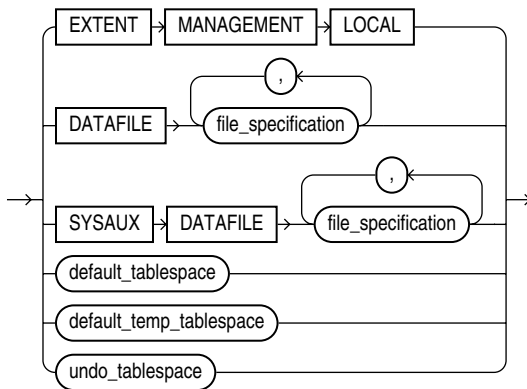 EXTENT MANAGEMENT LOCAL
,
DATAFILE file_specification
,
SYSAUX DATAFILE file_specification
default_tablespace
default_temp_tablespace
undo_tablespace